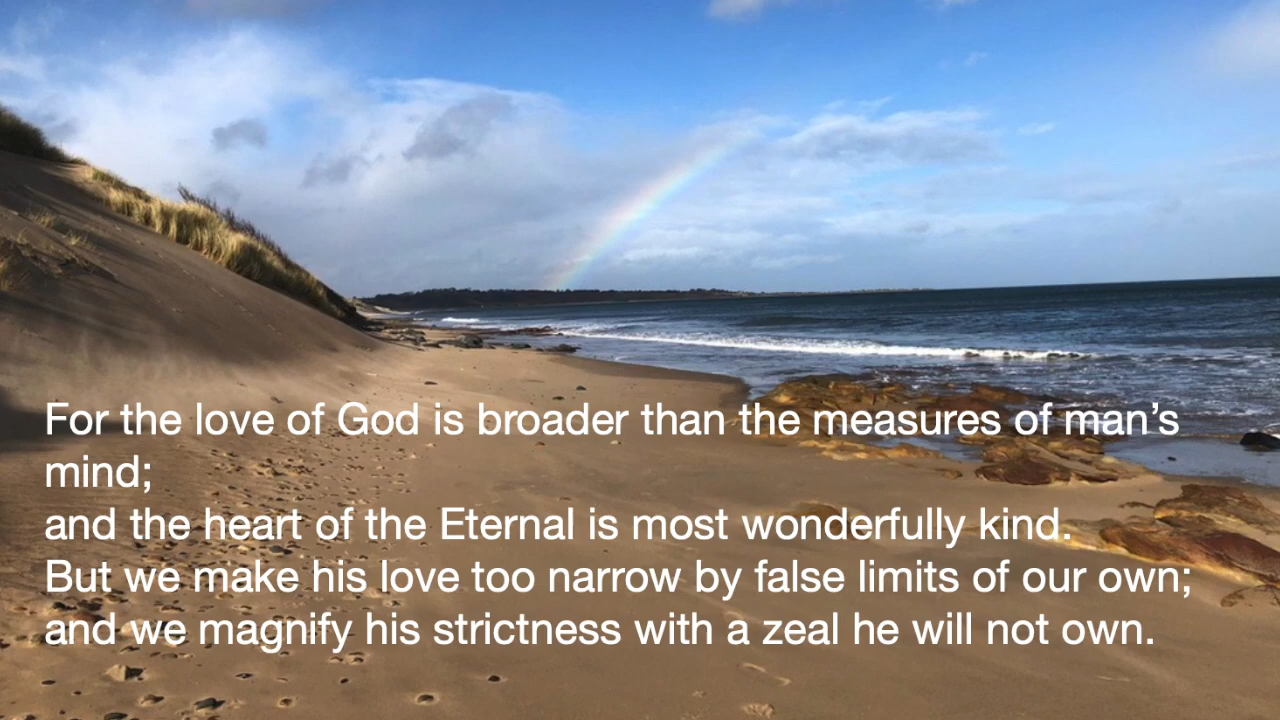 For the love of God is broader than the measures of man’s
mind;
and the heart of the Eternal is most wonderfully kind.
But we make his love too narrow by false limits of our own;
and we magnify his strictness with a zeal he will not own.